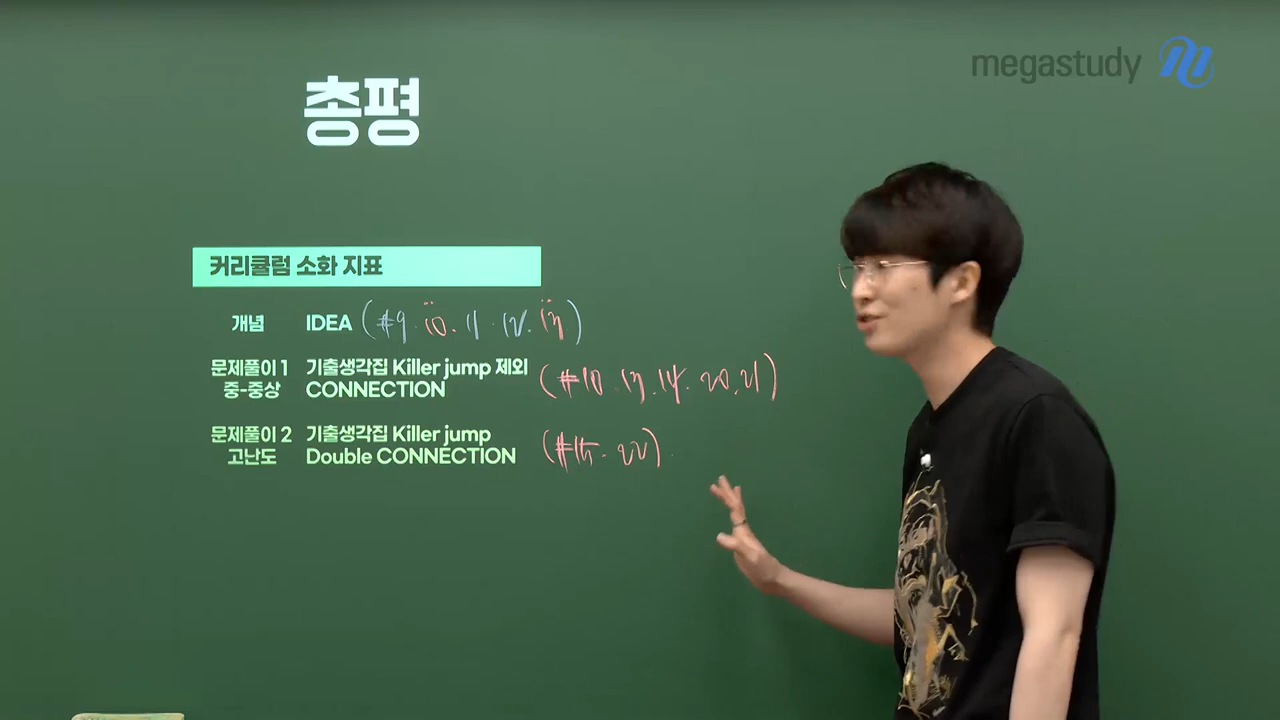 megastudy
총평
커리큘럼 소화 지표
개념 IDEA (#9. 10. 11. 12. 13)
문제풀이 1 기출생각집 Killer jump 제외
중-중상 CONNECTION (#10. 13. 14. 20. 21)
문제풀이 2 기출생각집 Killer jump
고난도 Double CONNECTION (#15. 22).